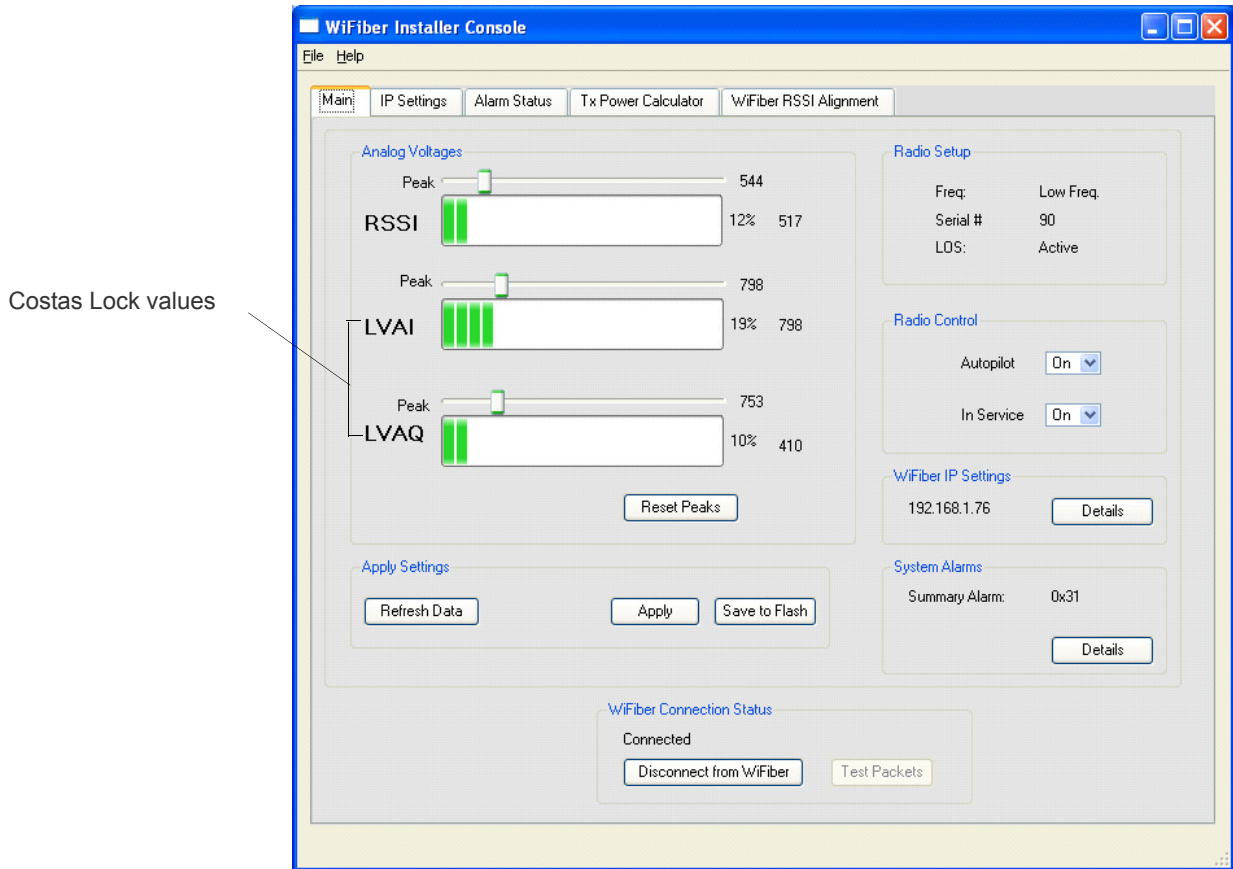 WiFiber Installer Console
File Help
Main IP Settings Alarm Status Tx Power Calculator WiFiber RSSI Alignment
Analog Voltages
Peak 544
RSSI 12% 517
Peak 798
LVAI 19% 798
Peak 753
LVAQ 10% 410
Reset Peaks
Costas Lock values
Radio Setup
Freq: Low Freq.
Serial # 90
LOS: Active
Radio Control
Autopilot On
In Service On
WiFiber IP Settings
192.168.1.76 Details
Apply Settings
Refresh Data Apply Save to Flash
System Alarms
Summary Alarm: 0x31
Details
WiFiber Connection Status
Connected
Disconnect from WiFiber Test Packets